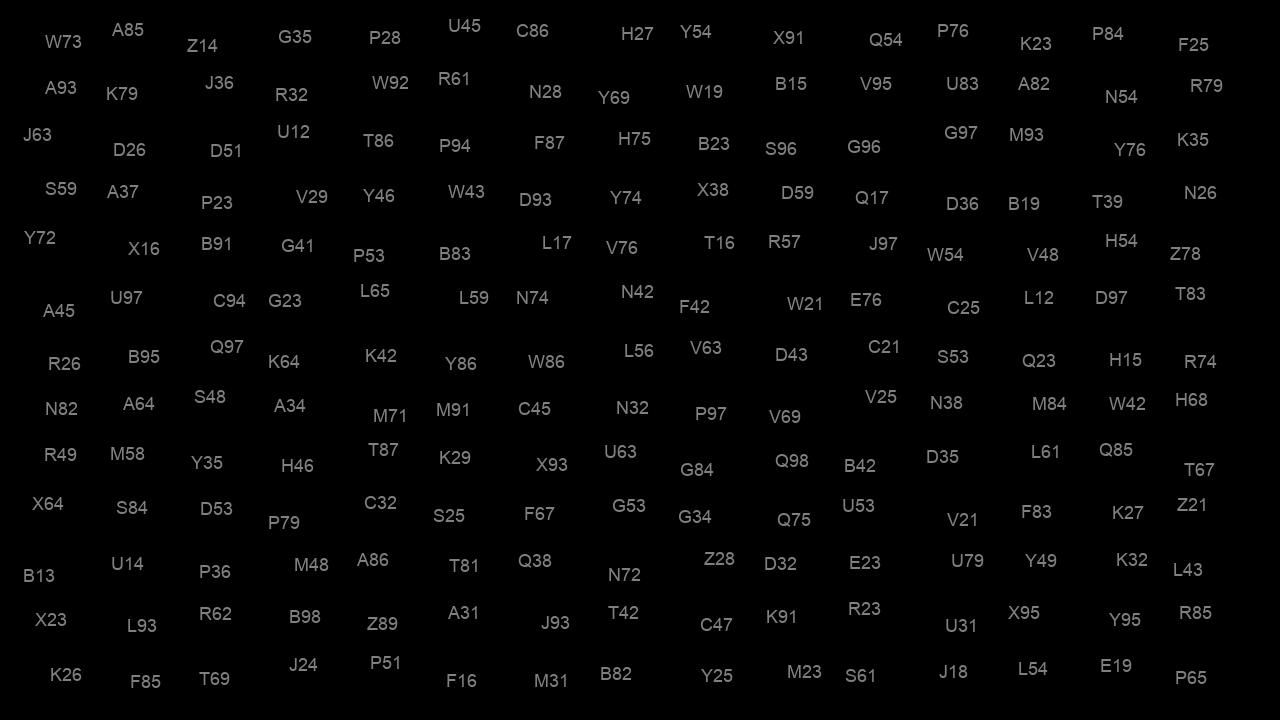 W73 A85 Z14 G35 P28 U45 C86 H27 Y54 X91 Q54 P76 K23 P84 F25
A93 K79 J36 R32 W92 R61 N28 Y69 W19 B15 V95 U83 A82 N54 R79
J63 D26 D51 U12 T86 P94 F87 H75 B23 S96 G96 G97 M93 Y76 K35
S59 A37 P23 V29 Y46 W43 D93 Y74 X38 D59 Q17 D36 B19 T39 N26
Y72 X16 B91 G41 P53 B83 L17 V76 T16 R57 J97 W54 V48 H54 Z78
A45 U97 C94 G23 L65 L59 N74 N42 F42 W21 E76 C25 L12 D97 T83
R26 B95 Q97 K64 K42 Y86 W86 L56 V63 D43 C21 S53 Q23 H15 R74
N82 A64 S48 A34 M71 M91 C45 N32 P97 V69 V25 N38 M84 W42 H68
R49 M58 Y35 H46 T87 K29 X93 U63 G84 Q98 B42 D35 L61 Q85 T67
X64 S84 D53 P79 C32 S25 F67 G53 G34 Q75 U53 V21 F83 K27 Z21
B13 U14 P36 M48 A86 T81 Q38 N72 Z28 D32 E23 U79 Y49 K32 L43
X23 L93 R62 B98 Z89 A31 J93 T42 C47 K91 R23 U31 X95 Y95 R85
K26 F85 T69 J24 P51 F16 M31 B82 Y25 M23 S61 J18 L54 E19 P65